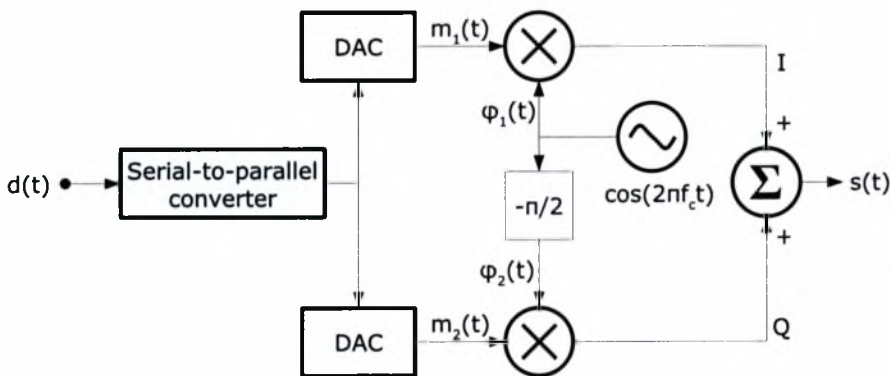 DAC
m₁(t)
I
φ₁(t)
+
d(t)
Serial-to-parallel
converter
cos(2πf꜀t)
Σ
s(t)
-π/2
+
φ₂(t)
DAC
m₂(t)
Q